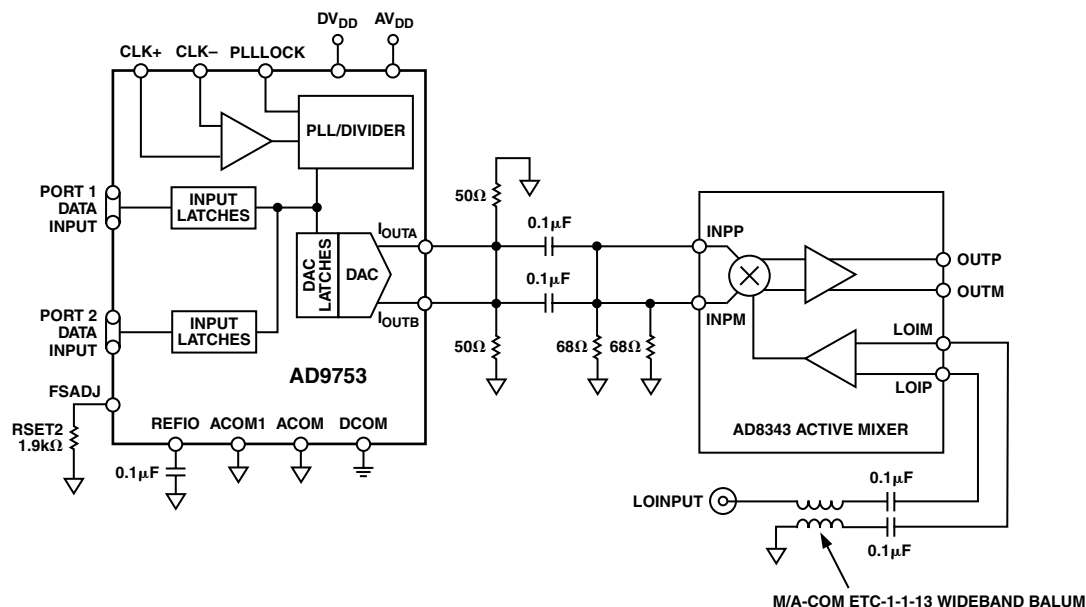 DVDD
AVDD
CLK+
CLK–
PLLLOCK
PLL/DIVIDER
PORT 1
DATA
INPUT
INPUT
LATCHES
50Ω
0.1µF
IOUTA
DAC
LATCHES
DAC
INPP
OUTP
0.1µF
OUTM
PORT 2
DATA
INPUT
INPUT
LATCHES
IOUTB
INPM
LOIM
50Ω
68Ω
68Ω
AD9753
LOIP
FSADJ
RSET2
1.9kΩ
REFIO
ACOM1
ACOM
DCOM
AD8343 ACTIVE MIXER
0.1µF
0.1µF
LOINPUT
0.1µF
M/A-COM ETC-1-1-13 WIDEBAND BALUM